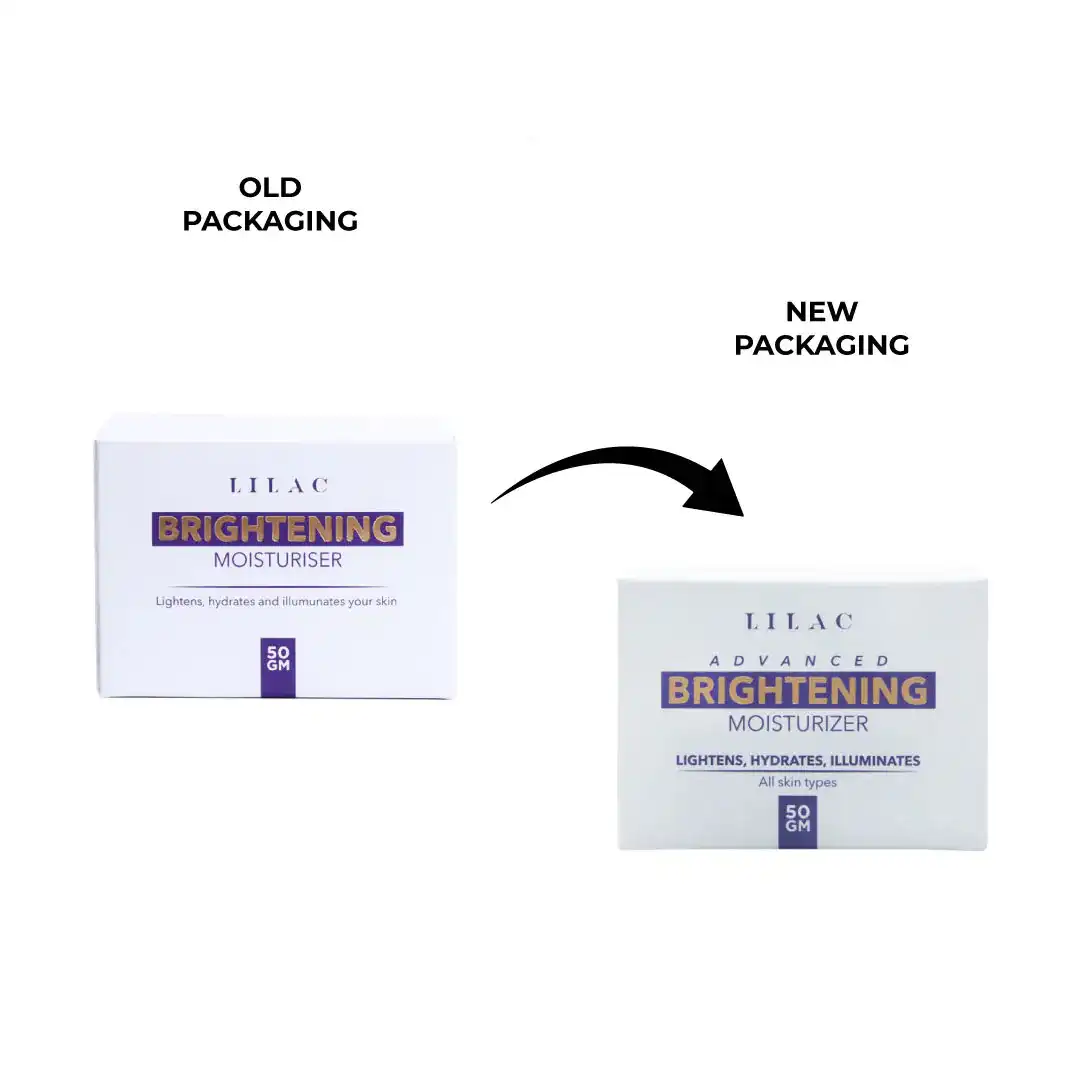 OLD
PACKAGING
NEW
PACKAGING
LILAC
BRIGHTENING
MOISTURISER
Lightens, hydrates and illumunates your skin
50
GM
LILAC
ADVANCED
BRIGHTENING
MOISTURIZER
LIGHTENS, HYDRATES, ILLUMINATES
All skin types
50
GM